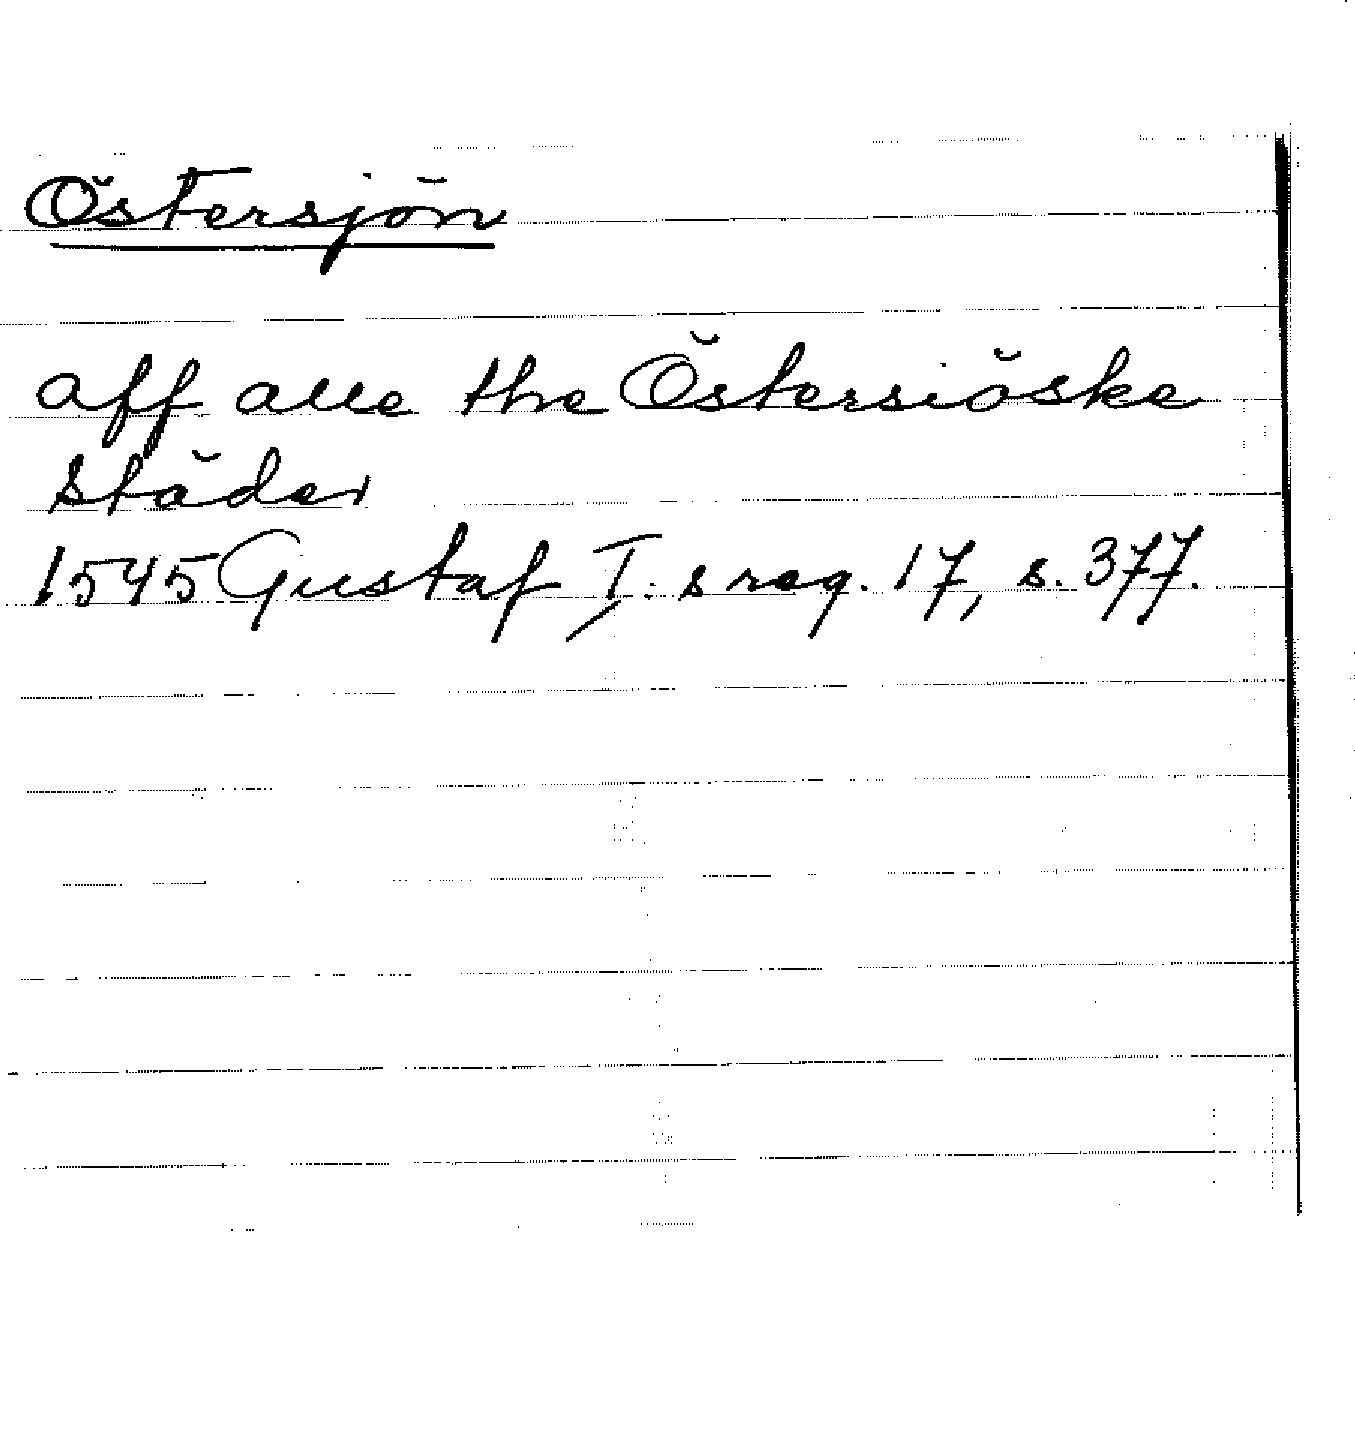 Östersjön
aff alle the Östersiöske
städer
1545 Gustaf I:s reg. 17, s. 377.